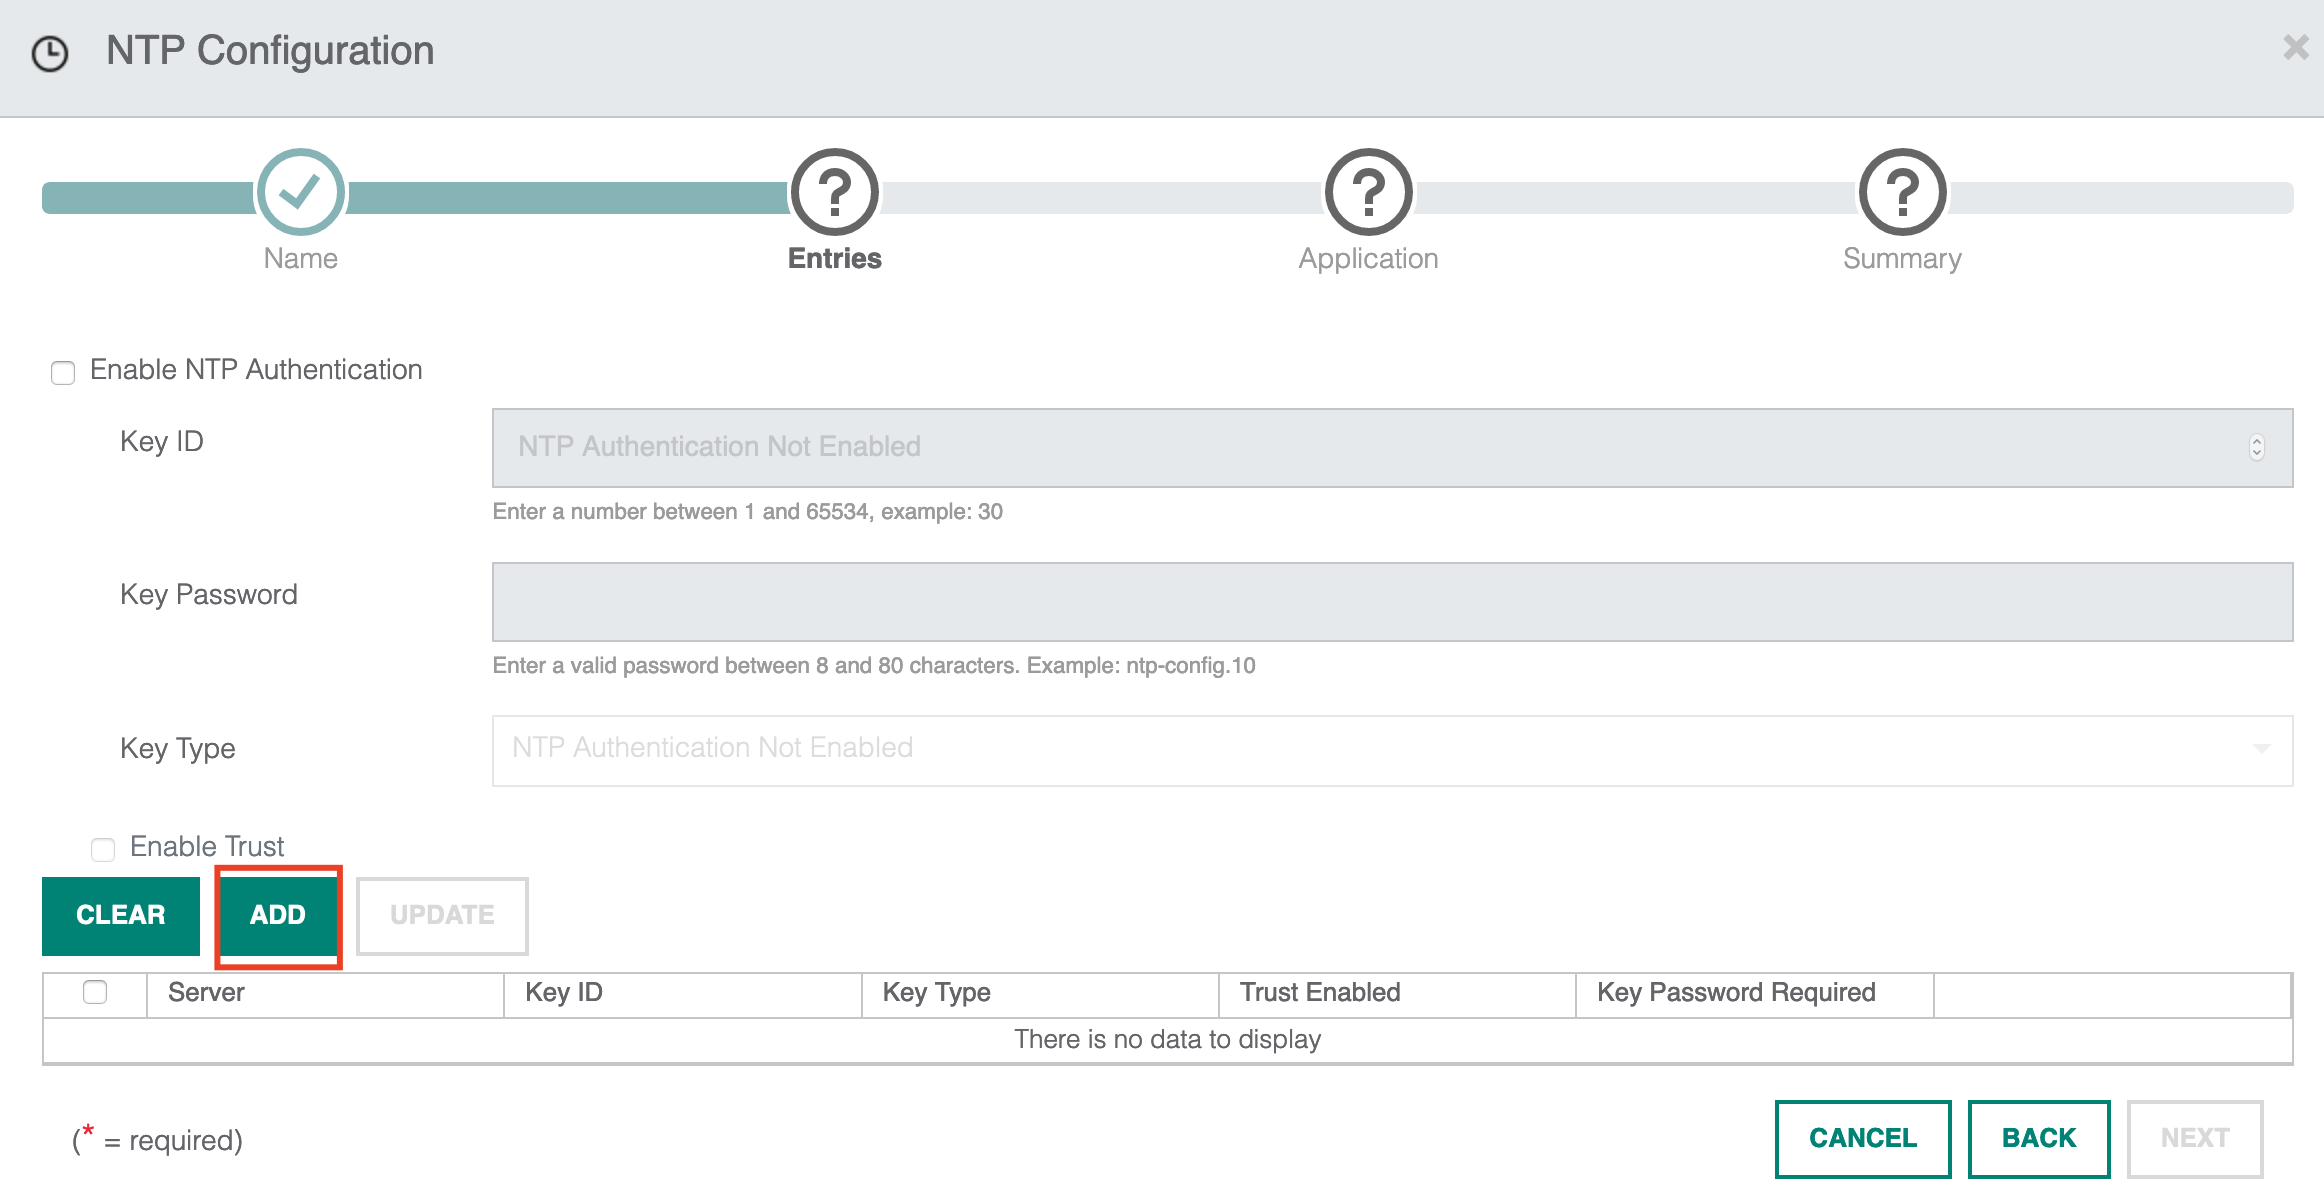 NTP Configuration
Name
Entries
Application
Summary
Enable NTP Authentication
Key ID
NTP Authentication Not Enabled
Enter a number between 1 and 65534, example: 30
Key Password
Enter a valid password between 8 and 80 characters. Example: ntp-config.10
Key Type
NTP Authentication Not Enabled
Enable Trust
CLEAR ADD UPDATE
Server Key ID Key Type Trust Enabled Key Password Required
There is no data to display
(* = required)
CANCEL BACK NEXT